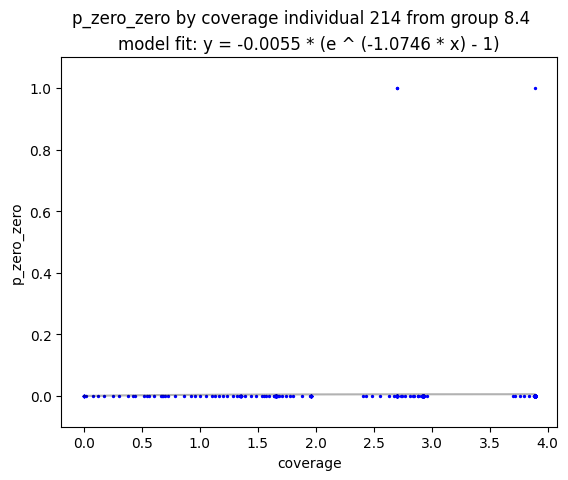 p_zero_zero by coverage individual 214 from group 8.4
model fit: y = -0.0055 * (e ^ (-1.0746 * x) - 1)
1.0
0.8
0.6
0.4
0.2
0.0
p_zero_zero
0.0 0.5 1.0 1.5 2.0 2.5 3.0 3.5 4.0
coverage